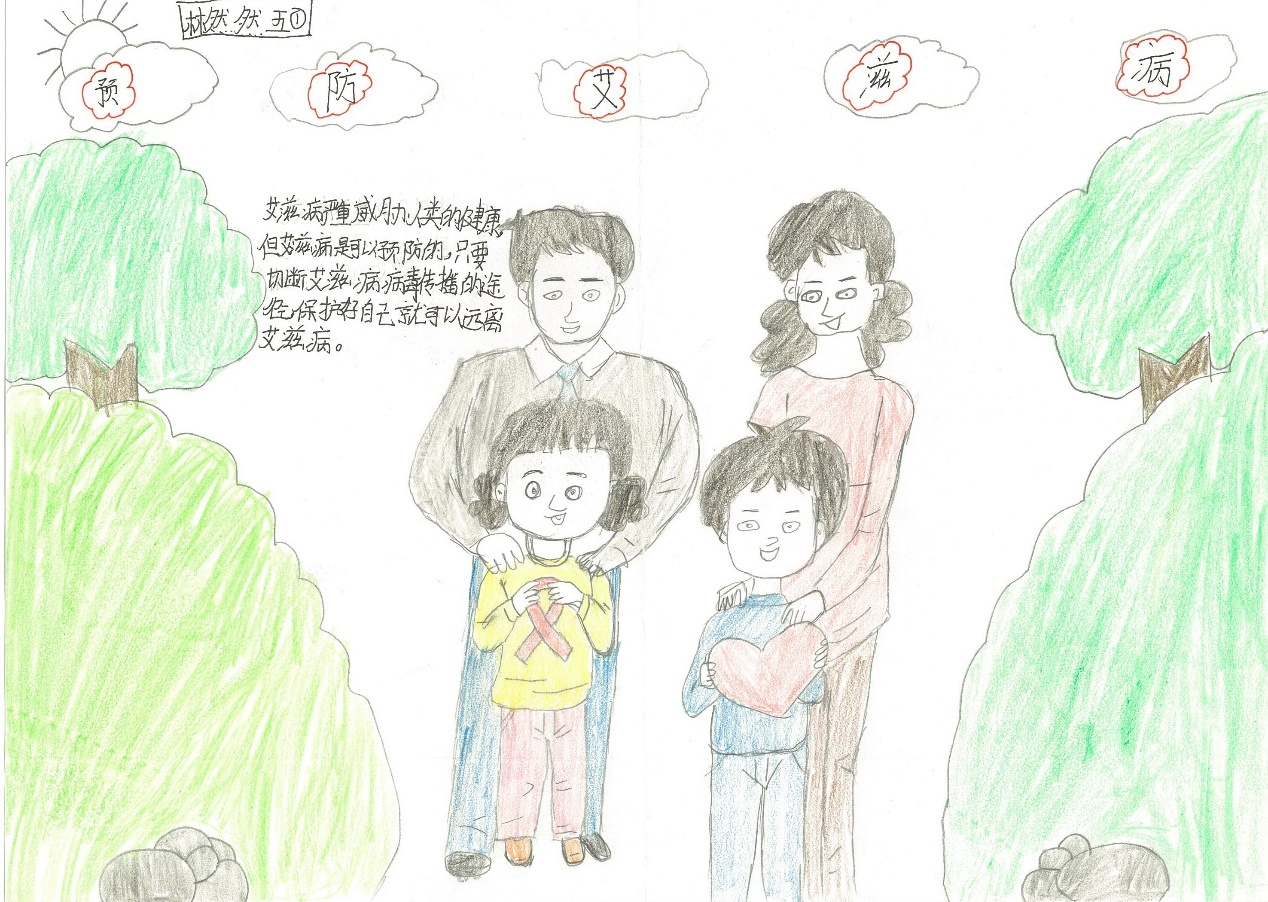 林然然 五①
预 防 艾 滋 病
艾滋病严重威胁人类的健康,
但艾滋病是可以预防的,只要
切断艾滋病病毒传播的途
径,保护好自己就可以远离
艾滋病。